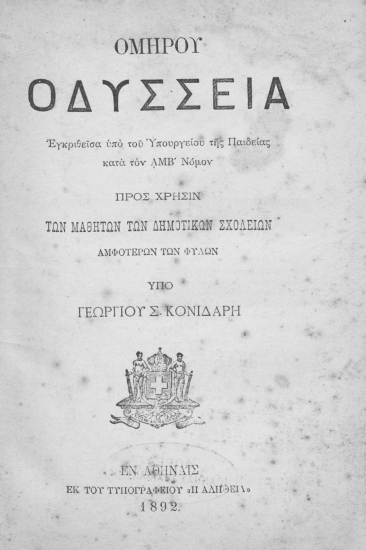 ΟΜΗΡΟΥ
ΟΔΥΣΣΕΙΑ
Ἐγκριθεῖσα ὑπὸ τοῦ Ὑπουργείου τῆς Παιδείας
κατὰ τὸν ͵ΑΜΒʹ Νόμον
ΠΡΟΣ ΧΡΗΣΙΝ
ΤΩΝ ΜΑΘΗΤΩΝ ΤΩΝ ΔΗΜΟΤΙΚΩΝ ΣΧΟΛΕΙΩΝ
ΑΜΦΟΤΕΡΩΝ ΤΩΝ ΦΥΛΩΝ
ΥΠΟ
ΓΕΩΡΓΙΟΥ Σ. ΚΟΝΙΔΑΡΗ
ΕΝ ΑΘΗΝΑΙΣ
ΕΚ ΤΟΥ ΤΥΠΟΓΡΑΦΕΙΟΥ «Η ΑΛΗΘΕΙΑ»
1892.